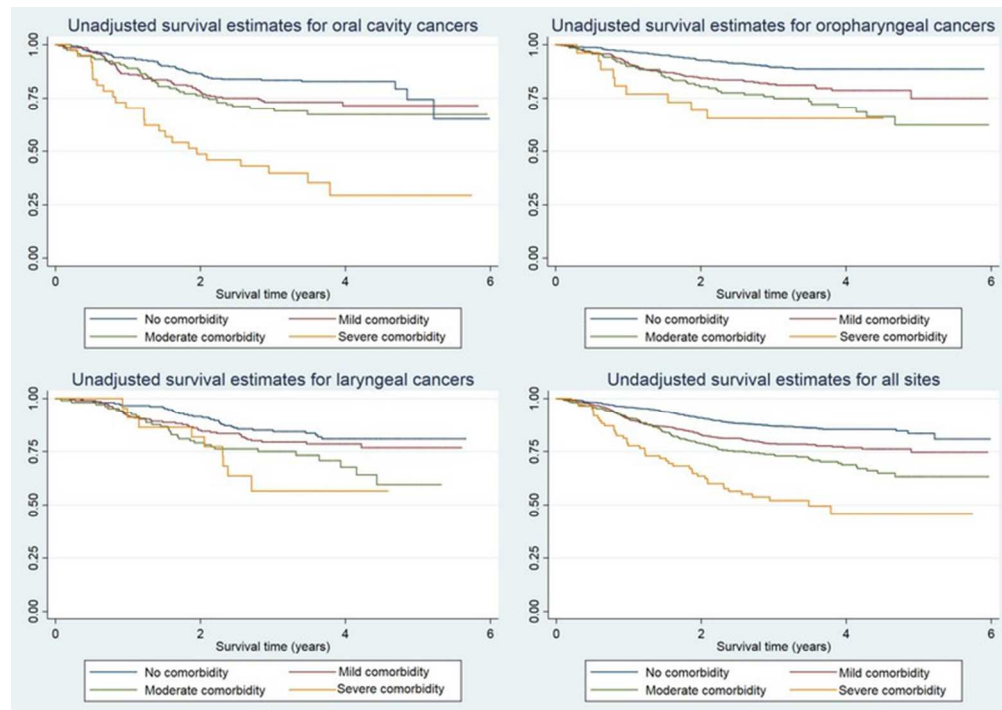 Unadjusted survival estimates for oral cavity cancers
1.00
0.75
0.50
0.25
0.00
0 2 4 6
Survival time (years)
No comorbidity Mild comorbidity
Moderate comorbidity Severe comorbidity
Unadjusted survival estimates for oropharyngeal cancers
1.00
0.75
0.50
0.25
0.00
0 2 4 6
Survival time (years)
No comorbidity Mild comorbidity
Moderate comorbidity Severe comorbidity
Unadjusted survival estimates for laryngeal cancers
1.00
0.75
0.50
0.25
0.00
0 2 4 6
Survival time (years)
No comorbidity Mild comorbidity
Moderate comorbidity Severe comorbidity
Undadjusted survival estimates for all sites
1.00
0.75
0.50
0.25
0.00
0 2 4 6
Survival time (years)
No comorbidity Mild comorbidity
Moderate comorbidity Severe comorbidity